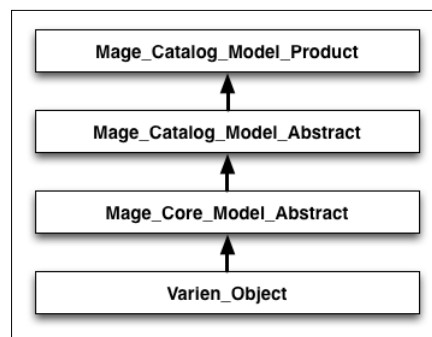 Mage_Catalog_Model_Product
Mage_Catalog_Model_Abstract
Mage_Core_Model_Abstract
Varien_Object